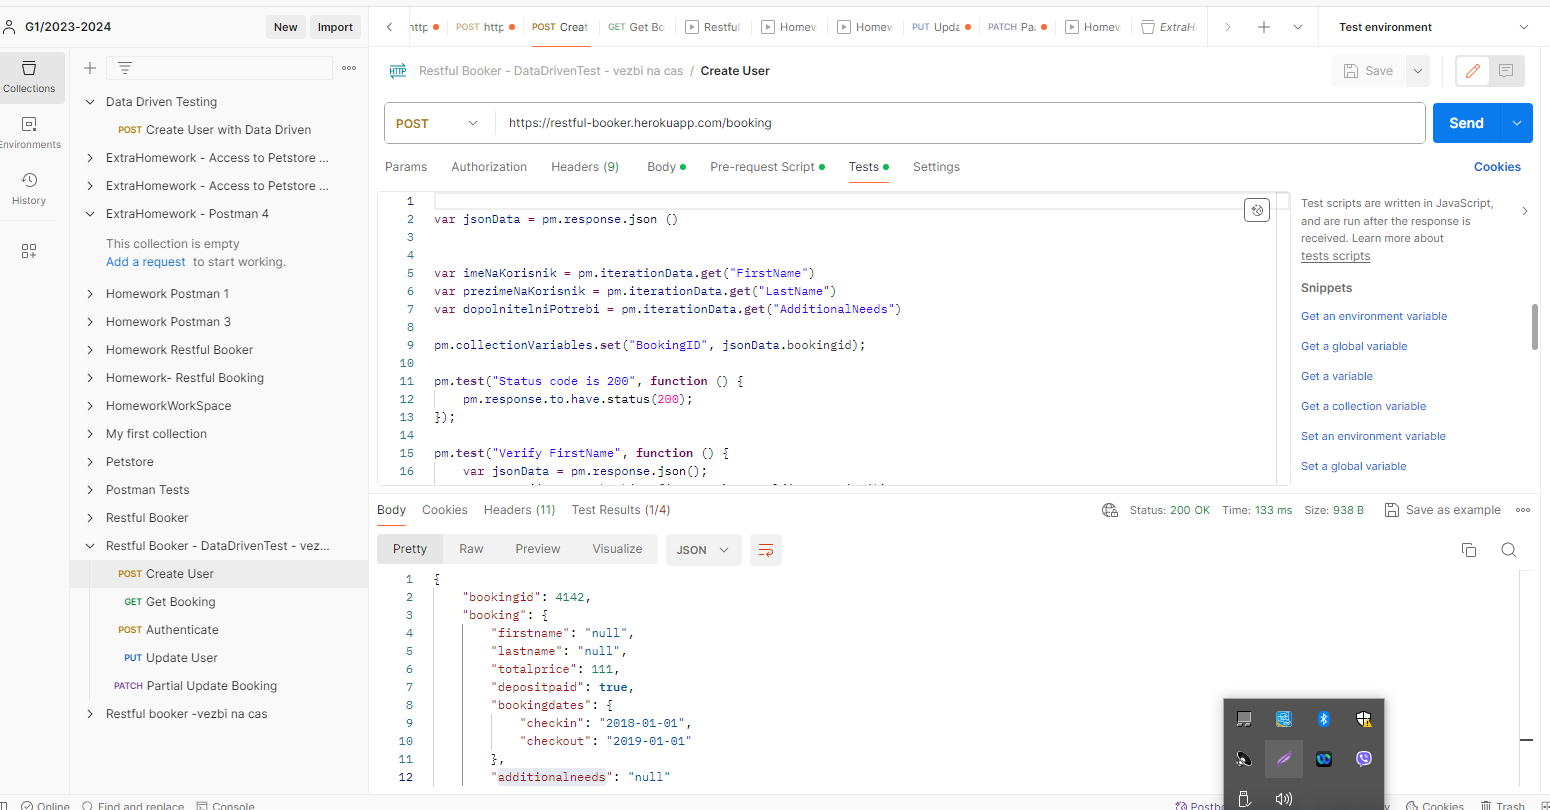 G1/2023-2024
New
Import
POST
POST
GET
Restful
PUT
PATCH
Test environment
Collections
Environments
History
Data Driven Testing
POST Create User with Data Driven
ExtraHomework - Access to Petstore ...
ExtraHomework - Access to Petstore ...
ExtraHomework - Postman 4
This collection is empty
Add a request to start working.
Homework Postman 1
Homework Postman 3
Homework Restful Booker
Homework- Restful Booking
HomeworkWorkSpace
My first collection
Petstore
Postman Tests
Restful Booker
Restful Booker - DataDrivenTest - vez...
POST Create User
GET Get Booking
POST Authenticate
PUT Update User
PATCH Partial Update Booking
Restful booker -vezbi na cas
HTTP Restful Booker - DataDrivenTest - vezbi na cas / Create User
Save
POST
https://restful-booker.herokuapp.com/booking
Send
Params Authorization Headers (9) Body Pre-request Script Tests Settings
Cookies
1
2 var jsonData = pm.response.json ()
3
4
5 var imeNaKorisnik = pm.iterationData.get("FirstName")
6 var prezimeNaKorisnik = pm.iterationData.get("LastName")
7 var dopolnitelniPotrebi = pm.iterationData.get("AdditionalNeeds")
8
9 pm.collectionVariables.set("BookingID", jsonData.bookingid);
10
11 pm.test("Status code is 200", function () {
12 pm.response.to.have.status(200);
13 });
14
15 pm.test("Verify FirstName", function () {
16 var jsonData = pm.response.json();
Test scripts are written in JavaScript,
and are run after the response is
received. Learn more about
tests scripts
Snippets
Get an environment variable
Get a global variable
Get a variable
Get a collection variable
Set an environment variable
Set a global variable
Body Cookies Headers (11) Test Results (1/4)
Status: 200 OK Time: 133 ms Size: 938 B
Save as example
Pretty Raw Preview Visualize JSON
1 {
2 "bookingid": 4142,
3 "booking": {
4 "firstname": "null",
5 "lastname": "null",
6 "totalprice": 111,
7 "depositpaid": true,
8 "bookingdates": {
9 "checkin": "2018-01-01",
10 "checkout": "2019-01-01"
11 },
12 "additionalneeds": "null"
Online
Find and replace
Console
Cookies
Trash